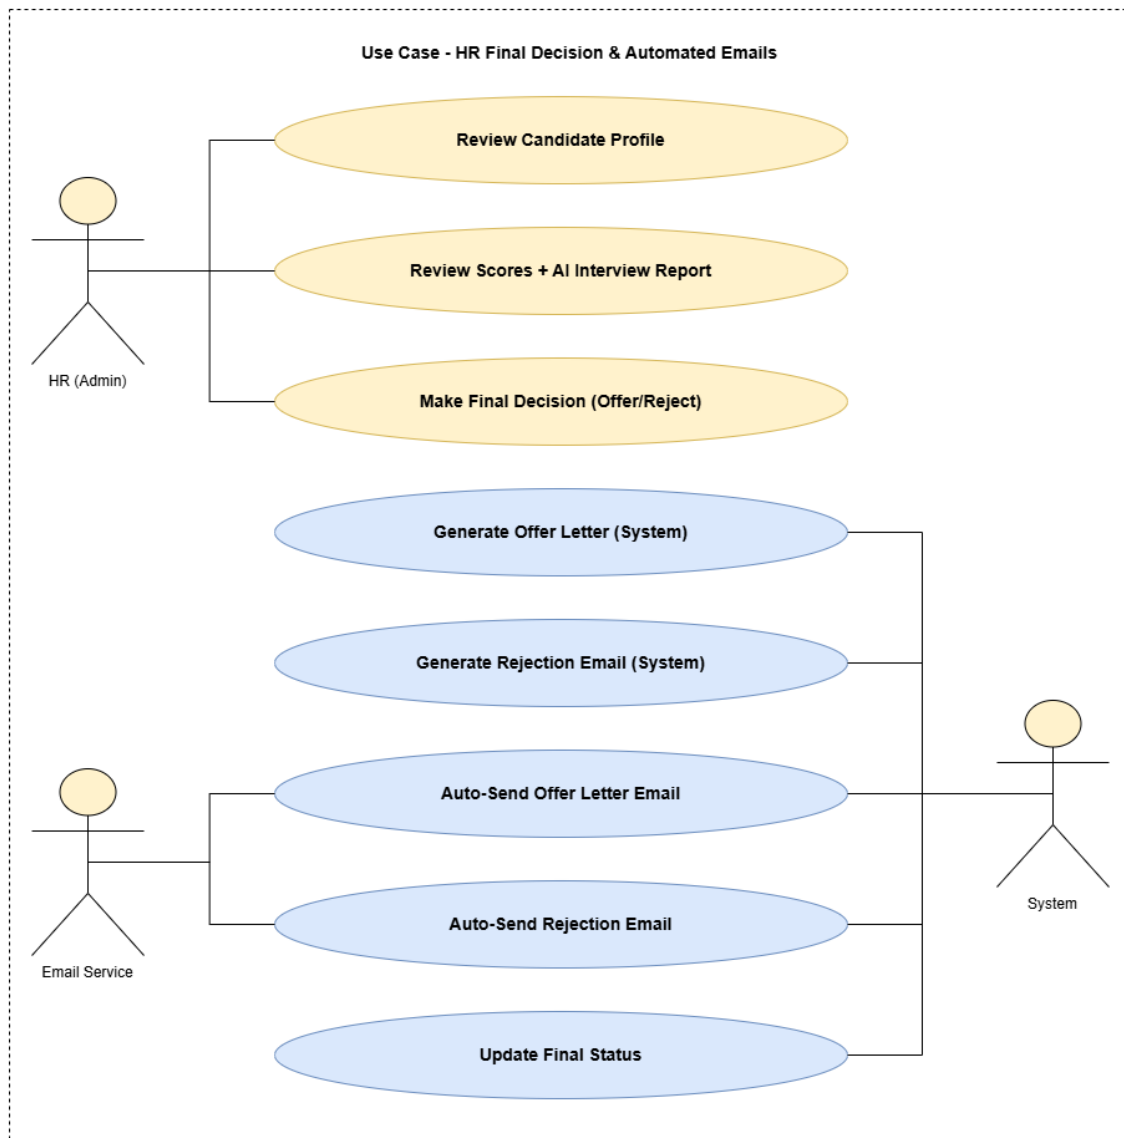 Use Case - HR Final Decision & Automated Emails
Review Candidate Profile
Review Scores + AI Interview Report
HR (Admin)
Make Final Decision (Offer/Reject)
Generate Offer Letter (System)
Generate Rejection Email (System)
Auto-Send Offer Letter Email
System
Auto-Send Rejection Email
Email Service
Update Final Status